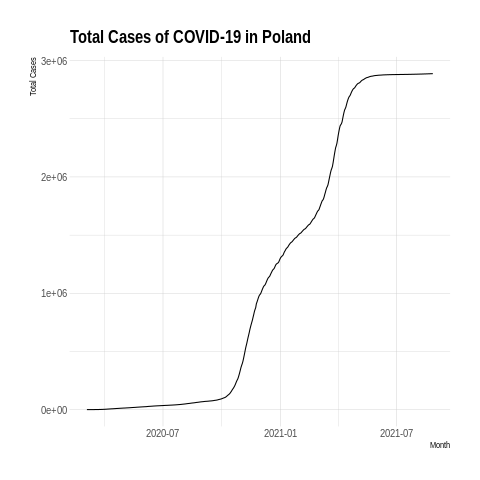 Total Cases of COVID-19 in Poland
Total Cases
3e+06
2e+06
1e+06
0e+00
2020-07 2021-01 2021-07
Month